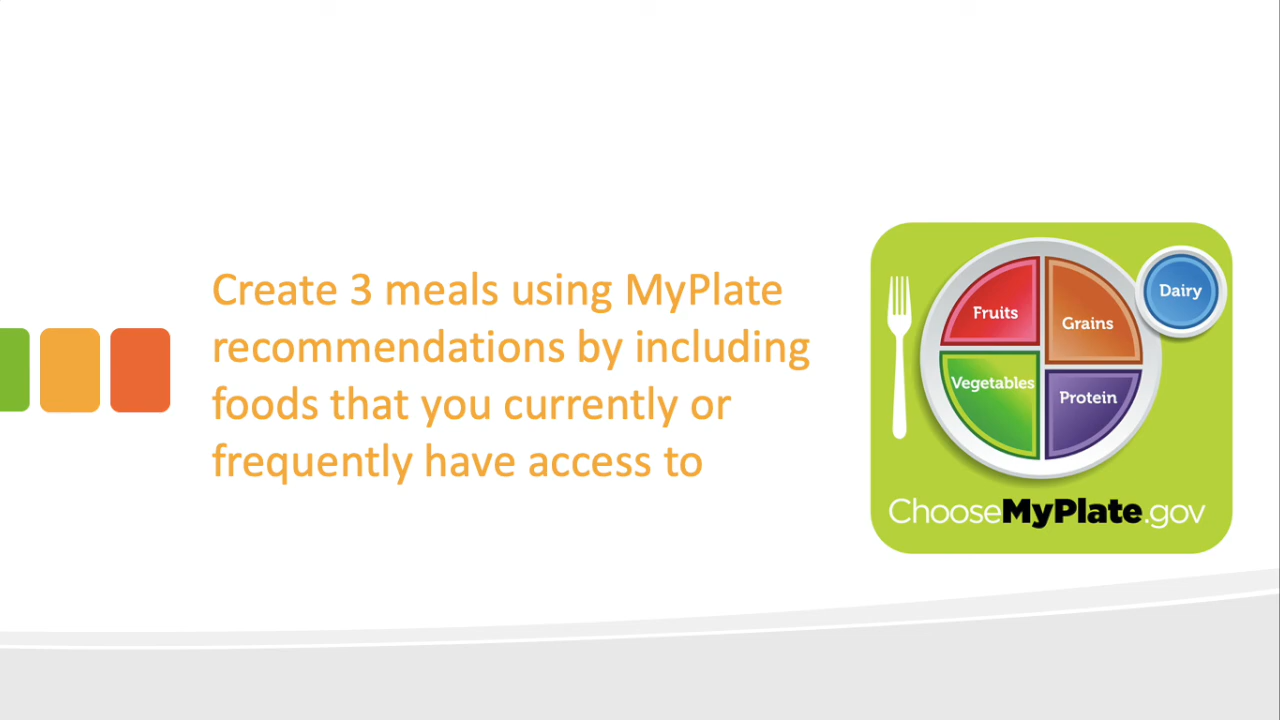 Create 3 meals using MyPlate
recommendations by including
foods that you currently or
frequently have access to
Fruits
Grains
Dairy
Vegetables
Protein
ChooseMyPlate.gov